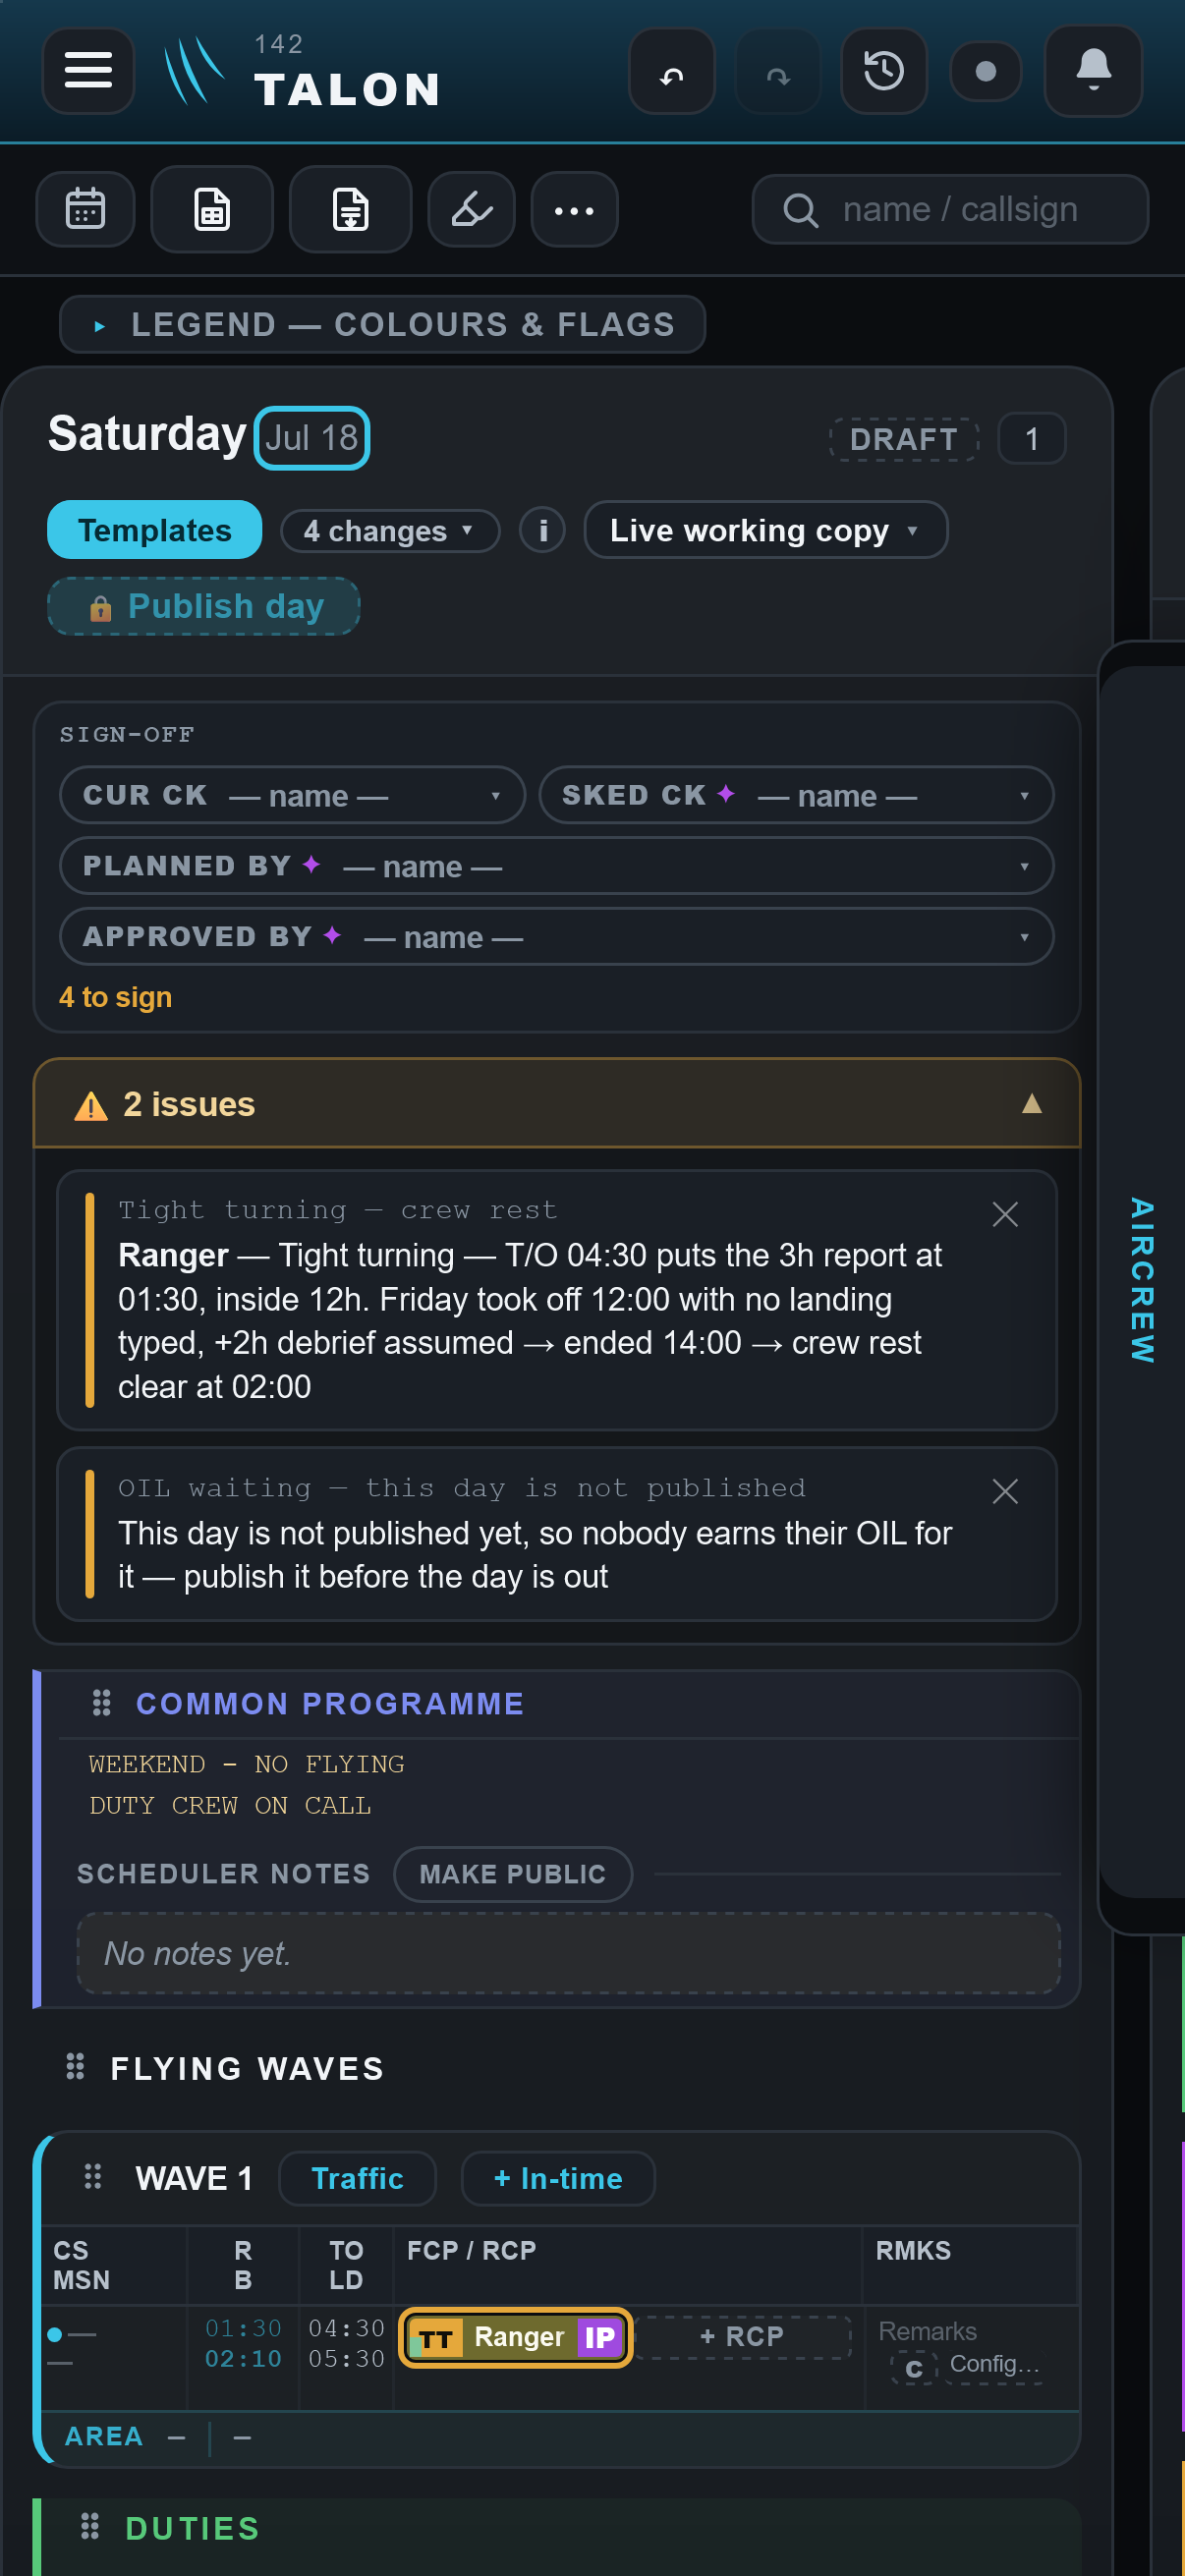 142
TALON
name / callsign
LEGEND — COLOURS & FLAGS
Saturday Jul 18 DRAFT 1
Templates 4 changes i Live working copy
Publish day
SIGN-OFF
CUR CK — name — SKED CK — name —
PLANNED BY — name —
APPROVED BY — name —
4 to sign
2 issues
Tight turning — crew rest
Ranger — Tight turning — T/O 04:30 puts the 3h report at
01:30, inside 12h. Friday took off 12:00 with no landing
typed, +2h debrief assumed → ended 14:00 → crew rest
clear at 02:00
OIL waiting — this day is not published
This day is not published yet, so nobody earns their OIL for
it — publish it before the day is out
AIRCREW
COMMON PROGRAMME
WEEKEND - NO FLYING
DUTY CREW ON CALL
SCHEDULER NOTES MAKE PUBLIC
No notes yet.
FLYING WAVES
WAVE 1 Traffic + In-time
CS R TO FCP / RCP RMKS
MSN B LD
— 01:30 04:30 TT Ranger IP + RCP Remarks
— 02:10 05:30 C Config…
AREA — —
DUTIES